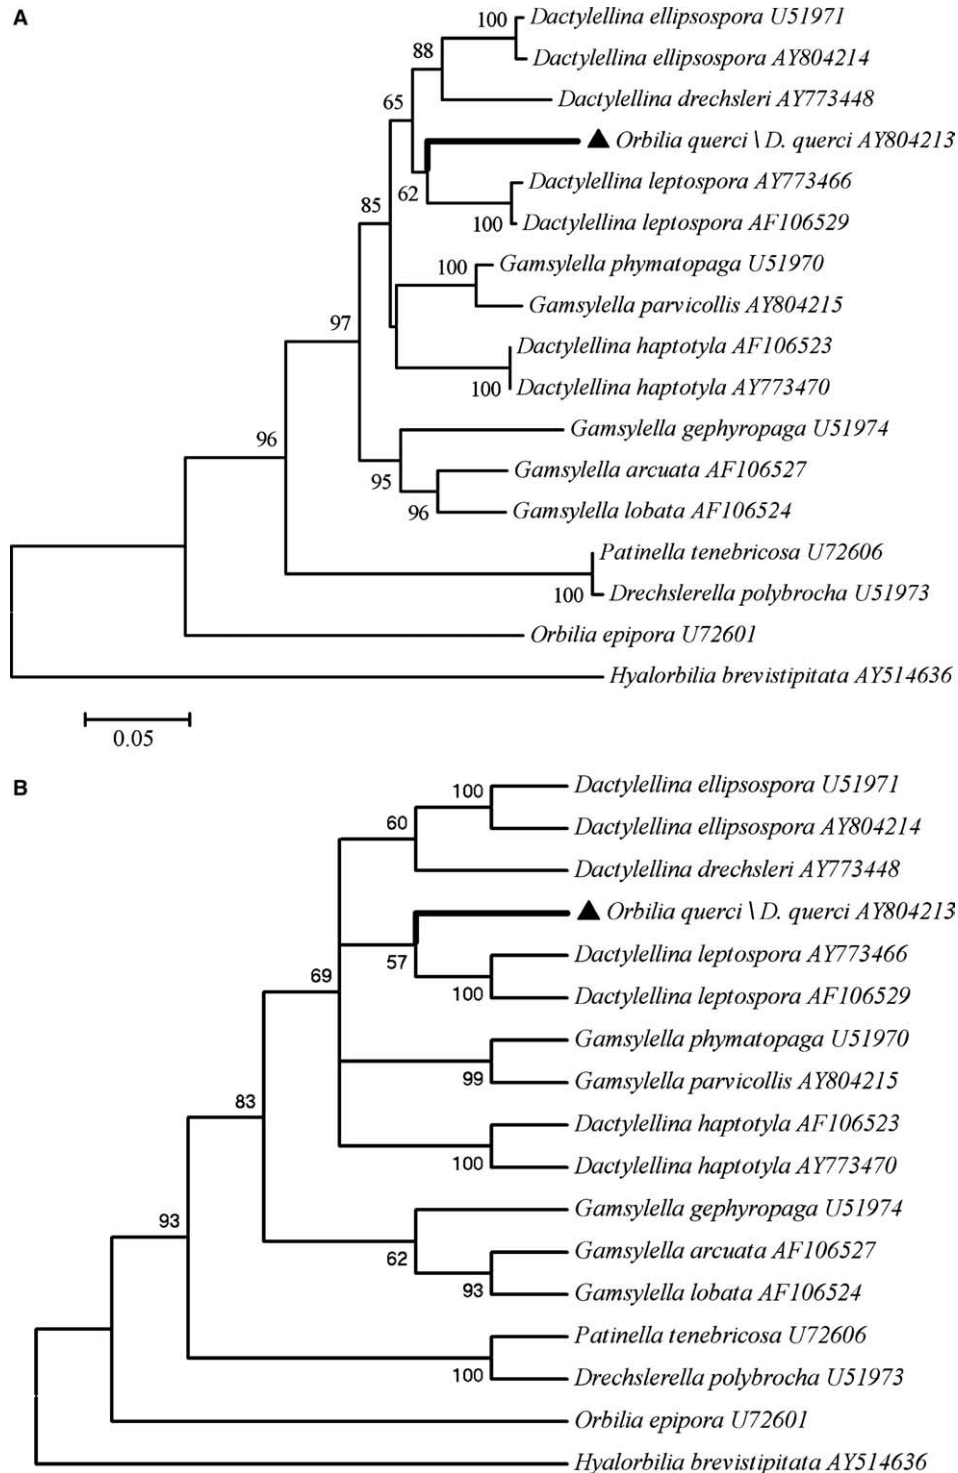 A
100 Dactylellina ellipsospora U51971
88 Dactylellina ellipsospora AY804214
65 Dactylellina drechsleri AY773448
▲ Orbilia querci \ D. querci AY804213
62 Dactylellina leptospora AY773466
85 100 Dactylellina leptospora AF106529
100 Gamsylella phymatopaga U51970
97 Gamsylella parvicollis AY804215
Dactylellina haptotyla AF106523
100 Dactylellina haptotyla AY773470
96 Gamsylella gephyropaga U51974
95 Gamsylella arcuata AF106527
96 Gamsylella lobata AF106524
Patinella tenebricosa U72606
100 Drechslerella polybrocha U51973
Orbilia epipora U72601
Hyalorbilia brevistipitata AY514636
0.05
B
100 Dactylellina ellipsospora U51971
60 Dactylellina ellipsospora AY804214
Dactylellina drechsleri AY773448
▲ Orbilia querci \ D. querci AY804213
57 Dactylellina leptospora AY773466
69 100 Dactylellina leptospora AF106529
Gamsylella phymatopaga U51970
99 Gamsylella parvicollis AY804215
83 Dactylellina haptotyla AF106523
100 Dactylellina haptotyla AY773470
93 Gamsylella gephyropaga U51974
62 Gamsylella arcuata AF106527
93 Gamsylella lobata AF106524
Patinella tenebricosa U72606
100 Drechslerella polybrocha U51973
Orbilia epipora U72601
Hyalorbilia brevistipitata AY514636